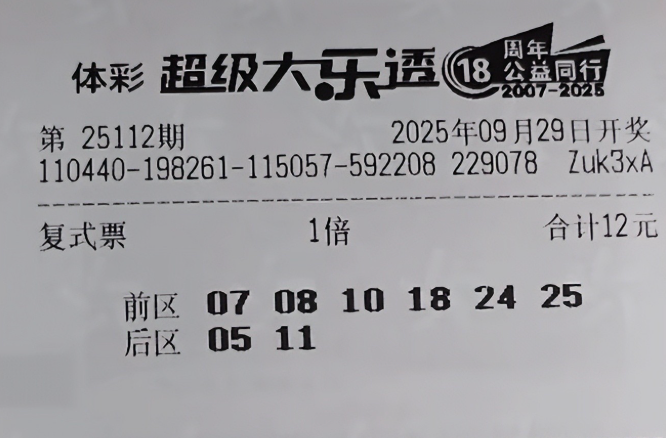 体彩 超级大乐透 18周年 公益同行 2007-2025
第 25112期 2025年09月29日开奖
110440-198261-115057-592208 229078 Zuk3xA
复式票 1倍 合计12元
前区 07 08 10 18 24 25
后区 05 11